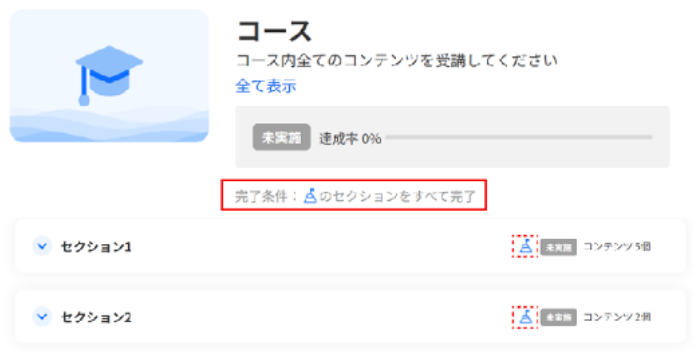 コース
コース内全てのコンテンツを受講してください
全て表示
未実施 達成率 0%
完了条件：のセクションをすべて完了
セクション1 未実施 コンテンツ 5個
セクション2 未実施 コンテンツ 2個